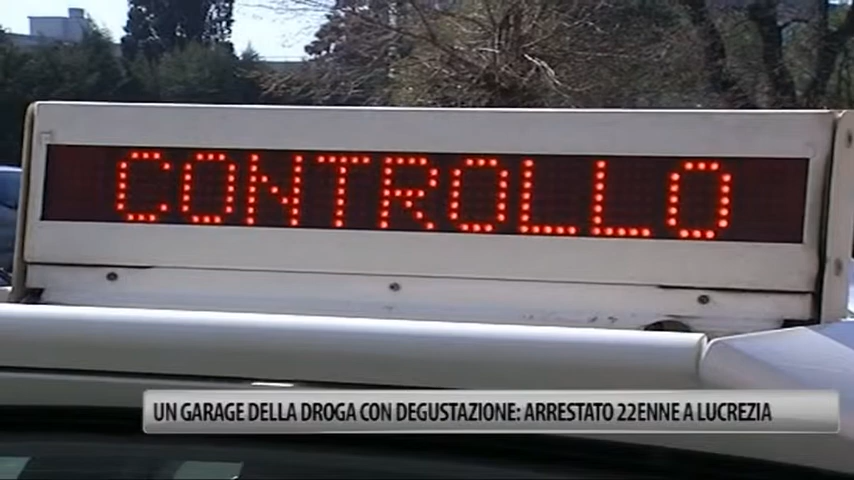 CONTROLLO
UN GARAGE DELLA DROGA CON DEGUSTAZIONE: ARRESTATO 22ENNE A LUCREZIA